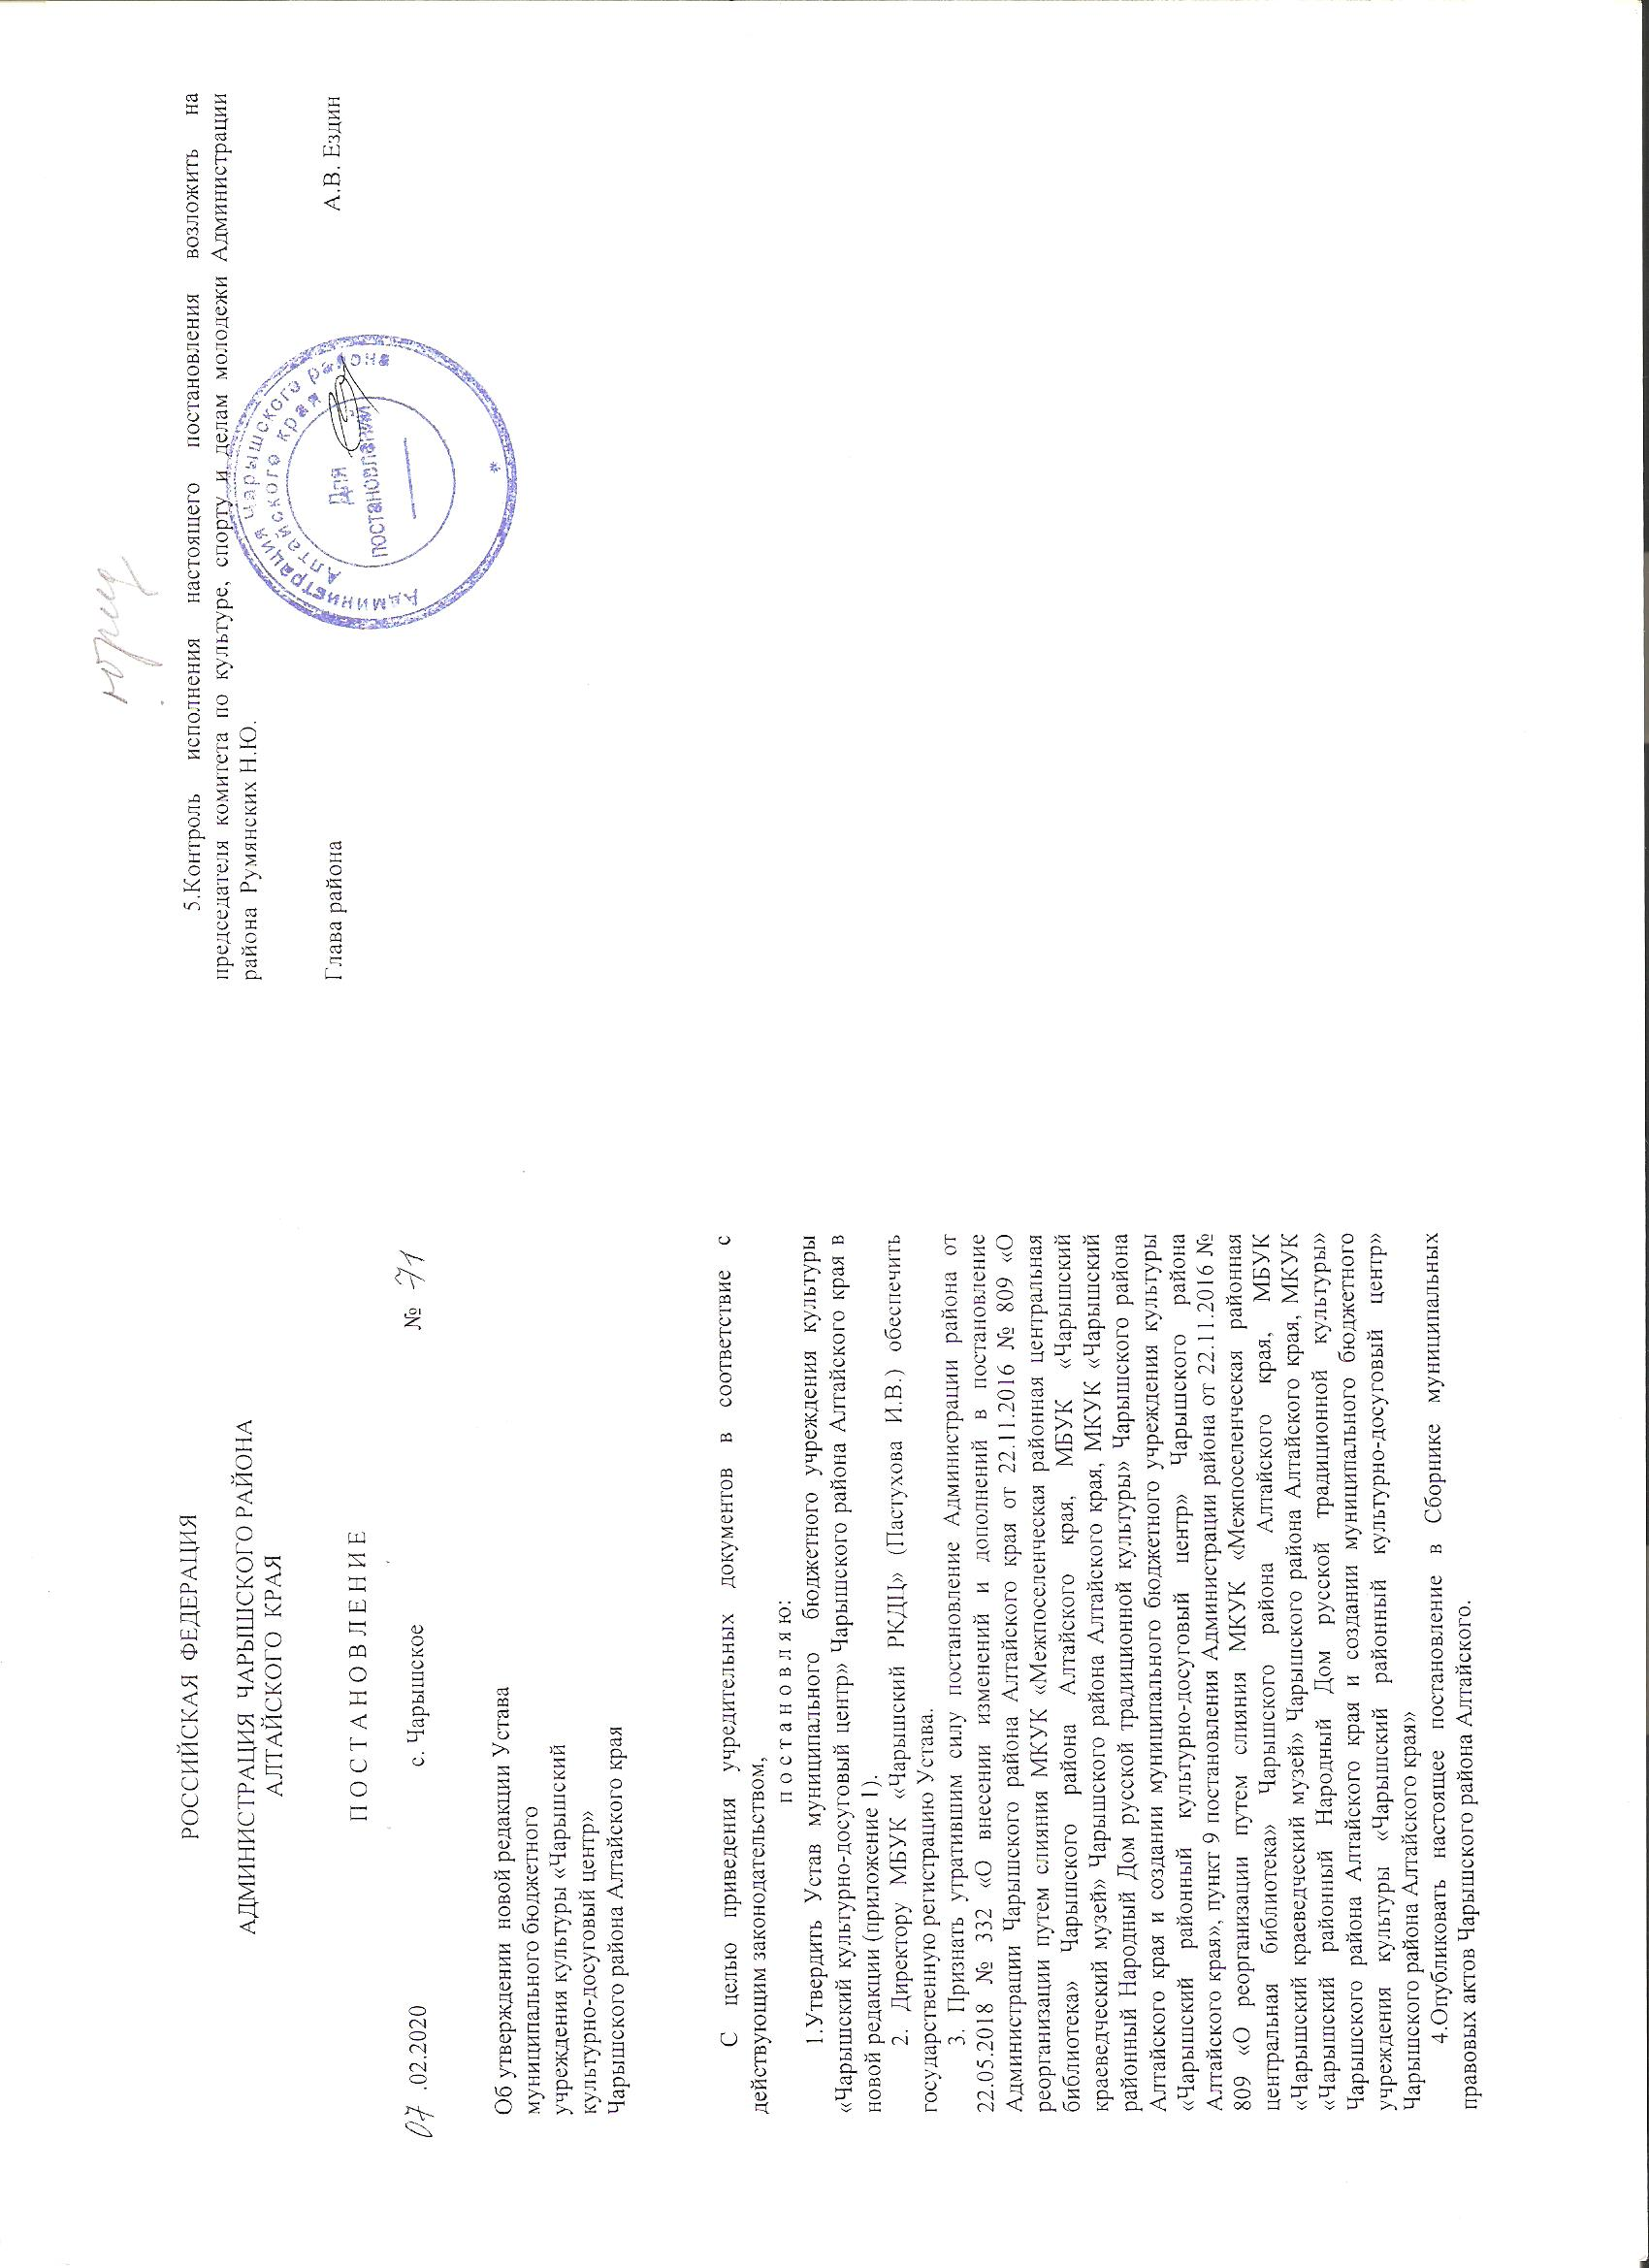 РОССИЙСКАЯ ФЕДЕРАЦИЯ
АДМИНИСТРАЦИЯ ЧАРЫШСКОГО РАЙОНА
АЛТАЙСКОГО КРАЯ
П О С Т А Н О В Л Е Н И Е
07 .02.2020 с. Чарышское № 71
Об утверждении новой редакции Устава
муниципального бюджетного
учреждения культуры «Чарышский
культурно-досуговый центр»
Чарышского района Алтайского края
С целью приведения учредительных документов в соответствие с
действующим законодательством,
п о с т а н о в л я ю:
1.Утвердить Устав муниципального бюджетного учреждения культуры
«Чарышский культурно-досуговый центр» Чарышского района Алтайского края в
новой редакции (приложение 1).
2. Директору МБУК «Чарышский РКДЦ» (Пастухова И.В.) обеспечить
государственную регистрацию Устава.
3. Признать утратившим силу постановление Администрации района от
22.05.2018 № 332 «О внесении изменений и дополнений в постановление
Администрации Чарышского района Алтайского края от 22.11.2016 № 809 «О
реорганизации путем слияния МКУК «Межпоселенческая районная центральная
библиотека» Чарышского района Алтайского края, МБУК «Чарышский
краеведческий музей» Чарышского района Алтайского края, МКУК «Чарышский
районный Народный Дом русской традиционной культуры» Чарышского района
Алтайского края и создании муниципального бюджетного учреждения культуры
«Чарышский районный культурно-досуговый центр» Чарышского района
Алтайского края», пункт 9 постановления Администрации района от 22.11.2016 №
809 «О реорганизации путем слияния МКУК «Межпоселенческая районная
центральная библиотека» Чарышского района Алтайского края, МБУК
«Чарышский краеведческий музей» Чарышского района Алтайского края, МКУК
«Чарышский районный Народный Дом русской традиционной культуры»
Чарышского района Алтайского края и создании муниципального бюджетного
учреждения культуры «Чарышский районный культурно-досуговый центр»
Чарышского района Алтайского края»
4.Опубликовать настоящее постановление в Сборнике муниципальных
правовых актов Чарышского района Алтайского.
5.Контроль исполнения настоящего постановления возложить на
председателя комитета по культуре, спорту и делам молодежи Администрации
района Румянских Н.Ю.
Глава района А.В. Ездин
Администрация Чарышского района
Алтайского края
Для
постановлений